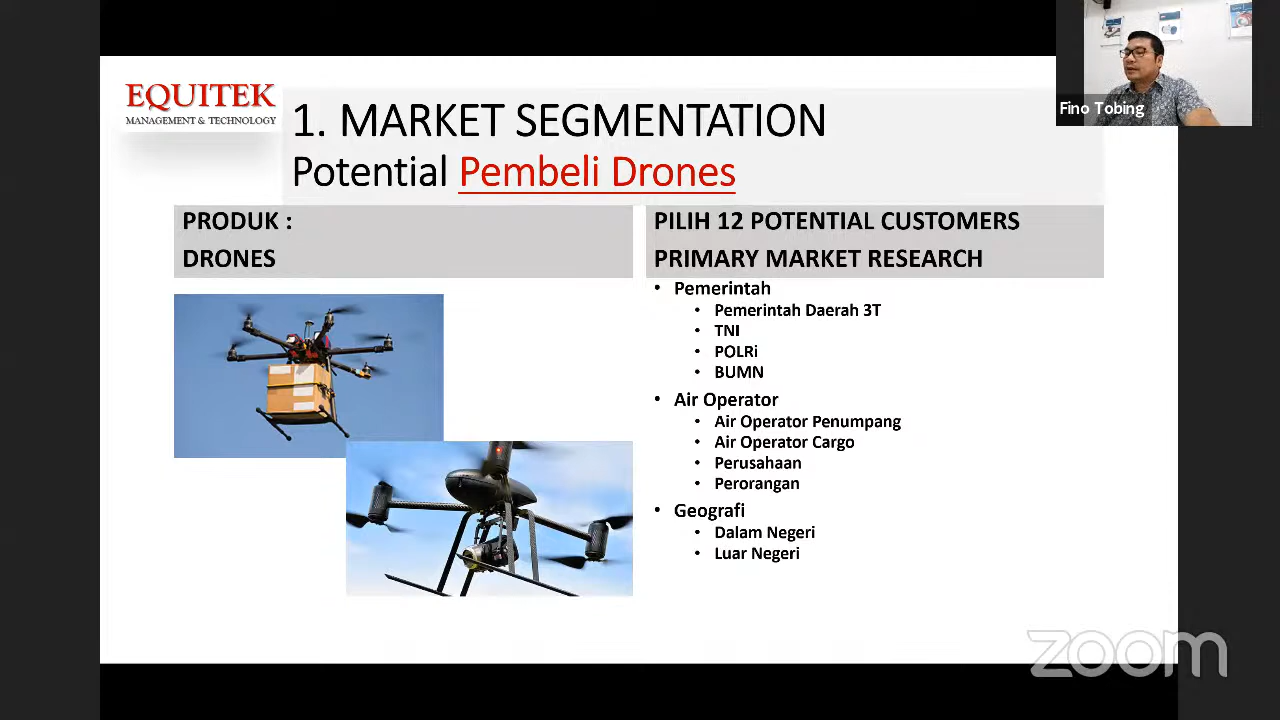 EQUITEK
MANAGEMENT & TECHNOLOGY
1. MARKET SEGMENTATION
Potential Pembeli Drones
PRODUK :
DRONES
PILIH 12 POTENTIAL CUSTOMERS
PRIMARY MARKET RESEARCH
• Pemerintah
• Pemerintah Daerah 3T
• TNI
• POLRi
• BUMN
• Air Operator
• Air Operator Penumpang
• Air Operator Cargo
• Perusahaan
• Perorangan
• Geografi
• Dalam Negeri
• Luar Negeri
Fino Tobing
zoom